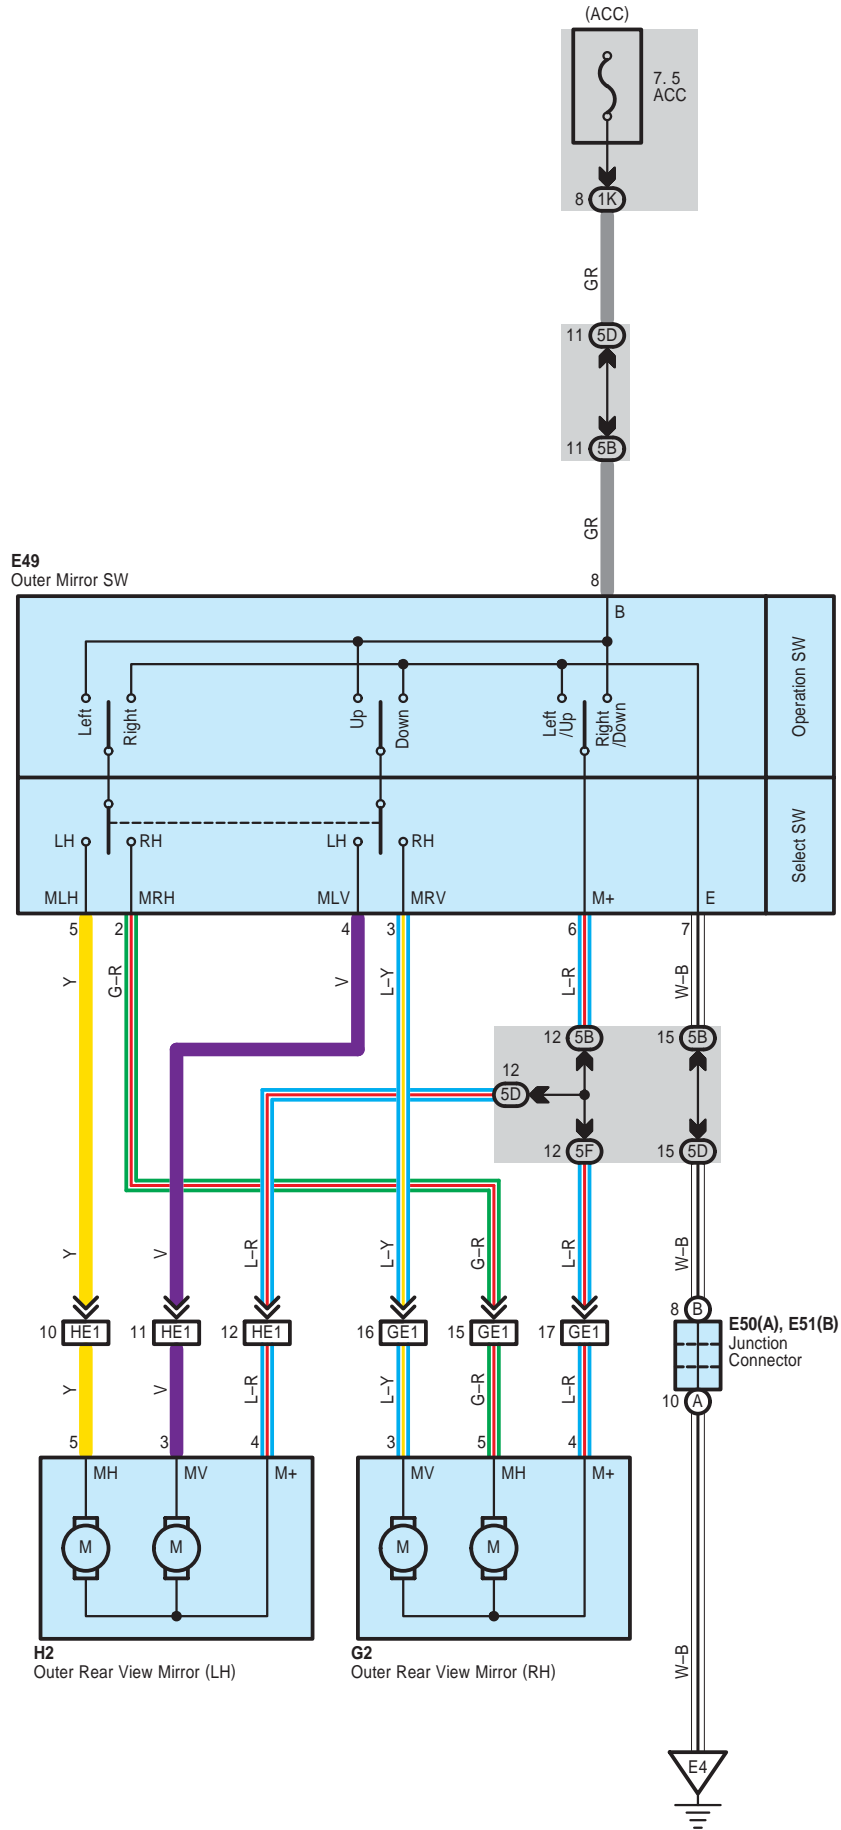 (ACC)
7. 5
ACC
8 1K
GR
11 5D
11 5B
GR
E49
Outer Mirror SW
8
B
Left
Right
Up
Down
Left
/Up
Right
/Down
Operation SW
LH RH LH RH
Select SW
MLH MRH MLV MRV M+ E
5 2 4 3 6 7
Y G–R V L–Y L–R W–B
12 5B 15 5B
12
5D
12 5F 15 5D
Y V L–R L–Y G–R L–R W–B
8 B
10 HE1 11 HE1 12 HE1 16 GE1 15 GE1 17 GE1
E50(A), E51(B)
Junction
Connector
Y V L–R L–Y G–R L–R
10 A
5 3 4 3 5 4
MH MV M+ MV MH M+
M M M M
H2
Outer Rear View Mirror (LH)
G2
Outer Rear View Mirror (RH)
W–B
E4